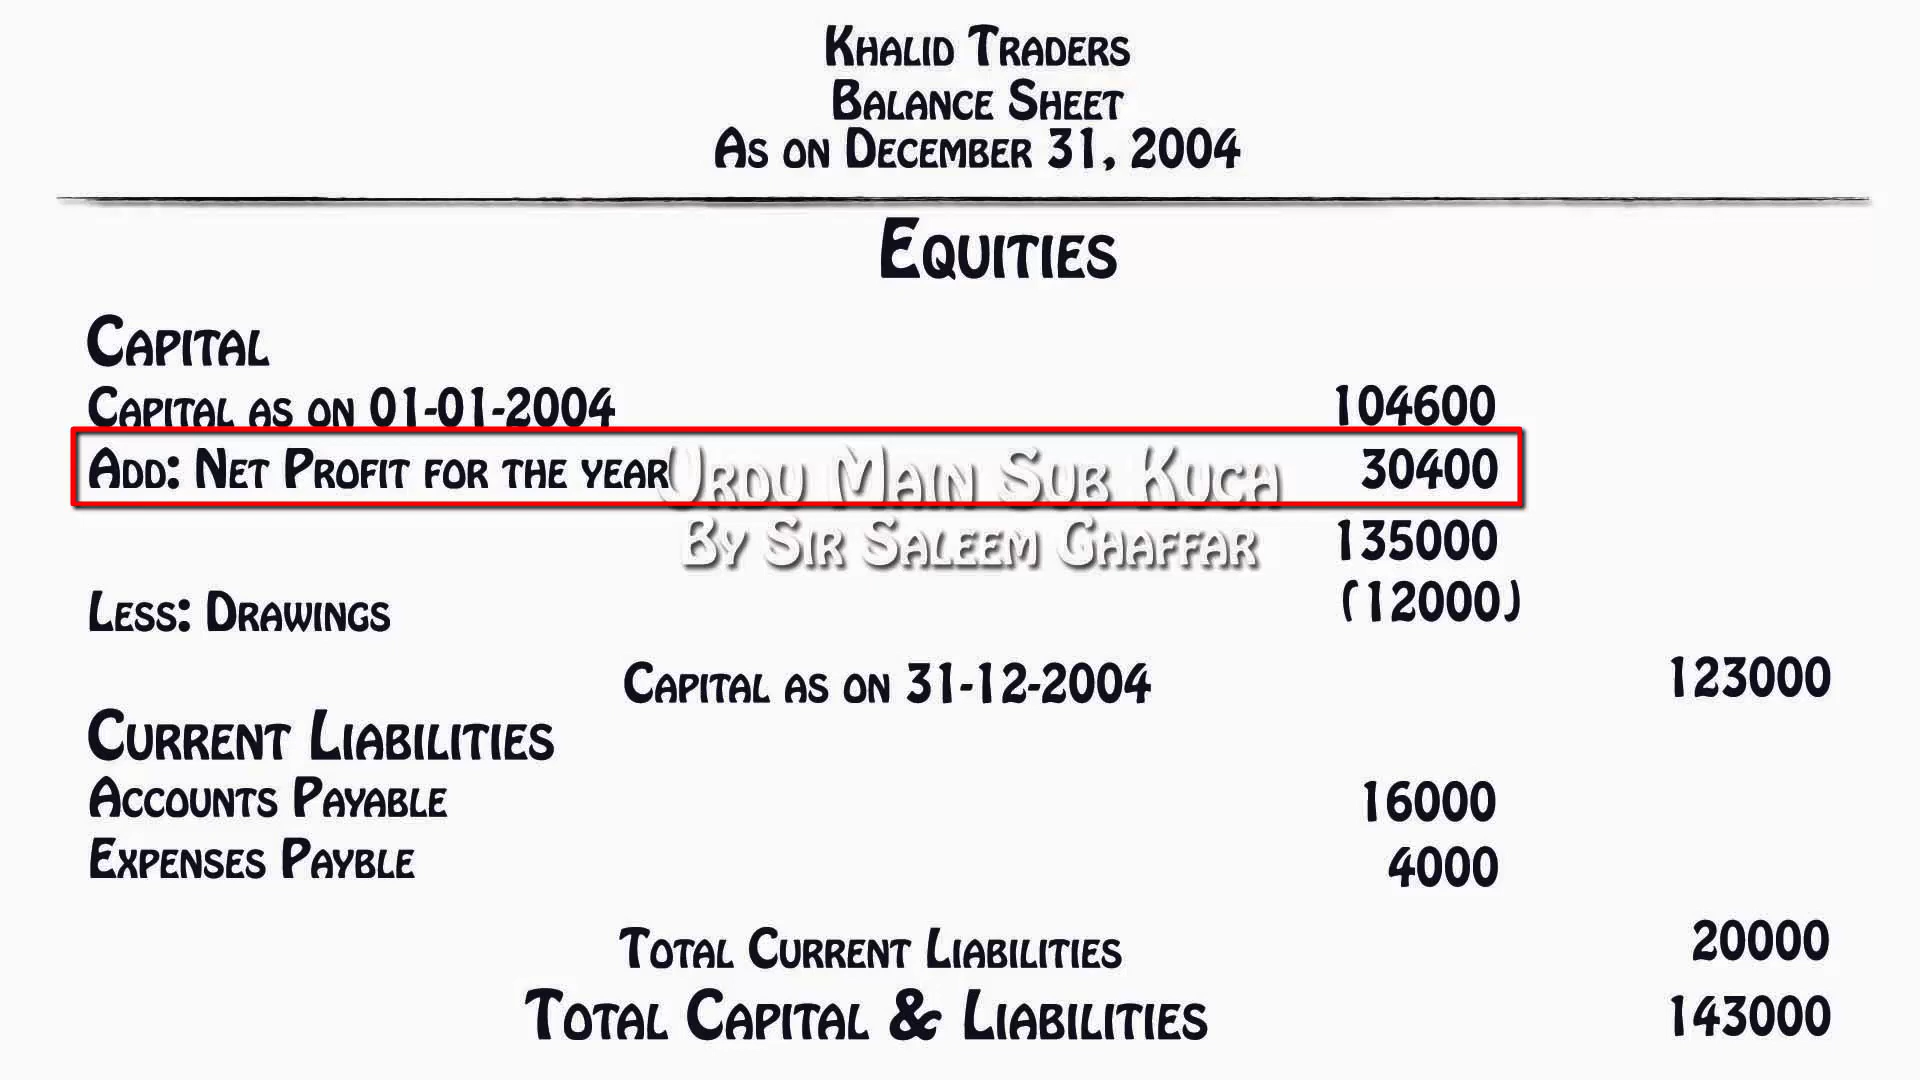 Khalid Traders
Balance Sheet
As on December 31, 2004
Equities
Capital
Capital as on 01-01-2004 104600
Add: Net Profit for the year 30400
Urdu Main Sub Kuch
By Sir Saleem Ghaffar
135000
Less: Drawings (12000)
Capital as on 31-12-2004 123000
Current Liabilities
Accounts Payable 16000
Expenses Payble 4000
Total Current Liabilities 20000
Total Capital & Liabilities 143000